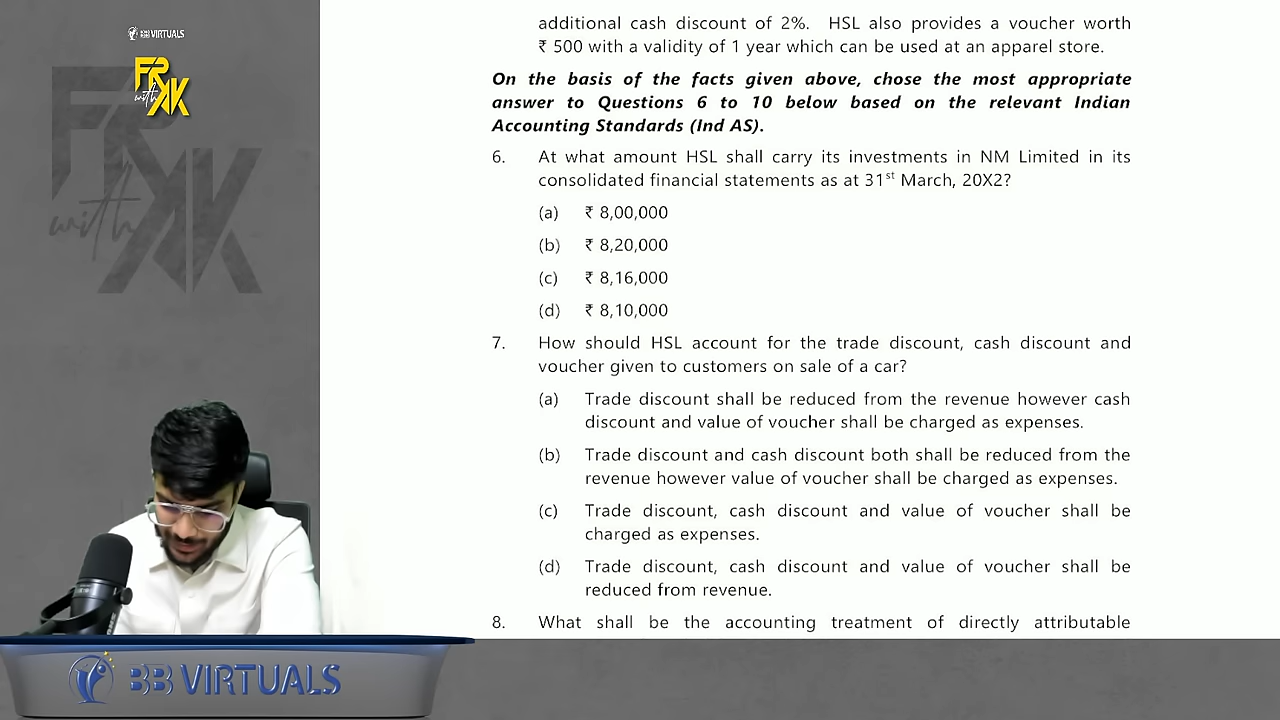 BB VIRTUALS
FR
with
AK
FR
with
AK
additional cash discount of 2%. HSL also provides a voucher worth
₹ 500 with a validity of 1 year which can be used at an apparel store.
On the basis of the facts given above, chose the most appropriate
answer to Questions 6 to 10 below based on the relevant Indian
Accounting Standards (Ind AS).
6. At what amount HSL shall carry its investments in NM Limited in its
consolidated financial statements as at 31st March, 20X2?
(a) ₹ 8,00,000
(b) ₹ 8,20,000
(c) ₹ 8,16,000
(d) ₹ 8,10,000
7. How should HSL account for the trade discount, cash discount and
voucher given to customers on sale of a car?
(a) Trade discount shall be reduced from the revenue however cash
discount and value of voucher shall be charged as expenses.
(b) Trade discount and cash discount both shall be reduced from the
revenue however value of voucher shall be charged as expenses.
(c) Trade discount, cash discount and value of voucher shall be
charged as expenses.
(d) Trade discount, cash discount and value of voucher shall be
reduced from revenue.
8. What shall be the accounting treatment of directly attributable
BB VIRTUALS